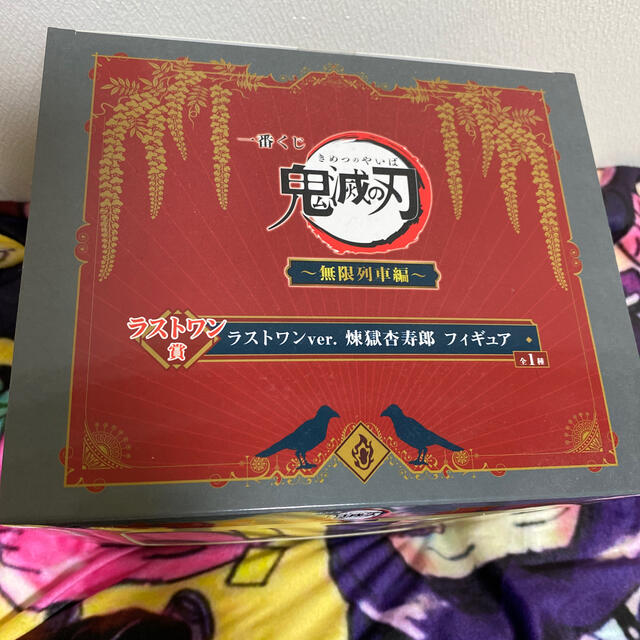 一番くじ
きめつのやいば
鬼滅の刃
～無限列車編～
ラストワン賞
ラストワンver. 煉獄杏寿郎 フィギュア
全1種